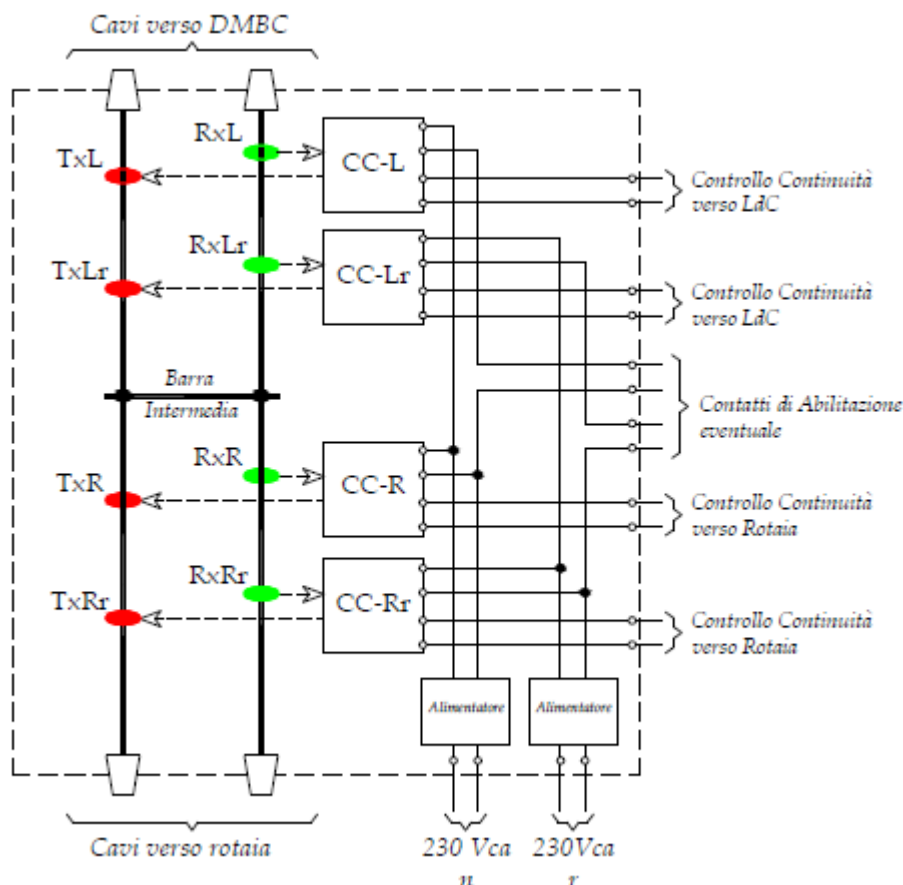 Cavi verso DMBC
RxL
TxL
CC-L
Controllo Continuità
verso LdC
RxLr
TxLr
CC-Lr
Controllo Continuità
verso LdC
Barra
Intermedia
Contatti di Abilitazione
eventuale
RxR
TxR
CC-R
Controllo Continuità
verso Rotaia
RxRr
TxRr
CC-Rr
Controllo Continuità
verso Rotaia
Alimentatore
Alimentatore
Cavi verso rotaia
230 Vca
n
230Vca
r